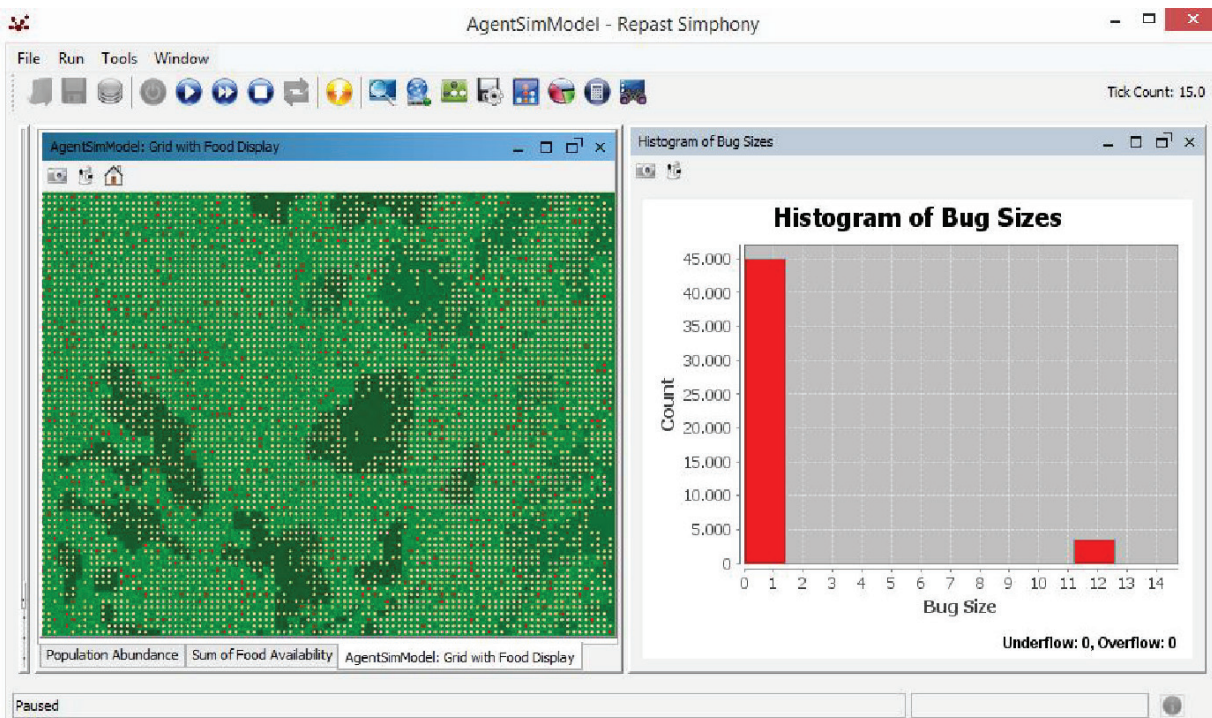 AgentSimModel - Repast Simphony
File Run Tools Window
Tick Count: 15.0
AgentSimModel: Grid with Food Display
Population Abundance
Sum of Food Availability
AgentSimModel: Grid with Food Display
Histogram of Bug Sizes
Histogram of Bug Sizes
45.000
40.000
35.000
30.000
25.000
20.000
15.000
10.000
5.000
0
Count
0 1 2 3 4 5 6 7 8 9 10 11 12 13 14
Bug Size
Underflow: 0, Overflow: 0
Paused